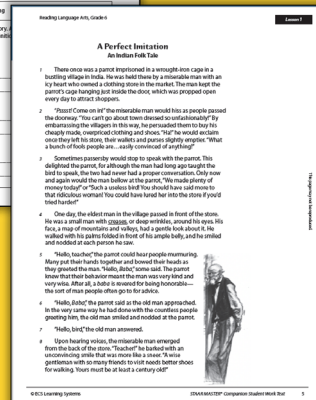 Reading Language Arts, Grade 6
Lesson 1
A Perfect Imitation
An Indian Folk Tale
1 There once was a parrot imprisoned in a wrought-iron cage in a
bustling village in India. He was held there by a miserable man with an
icy heart who owned a clothing store in the market. The man kept the
parrot's cage hanging just inside the door, which was propped open
every day to attract shoppers.
2 "Pssst! Come on in!" the miserable man would hiss as people passed
the doorway. "You can't go about town dressed so unfashionably!" By
embarrassing the villagers in this way, he persuaded them to buy his
cheaply made, overpriced clothing and shoes. "Ha!" he would exclaim
once they left his store, their wallets and purses slightly emptier. "What
a bunch of fools people are…easily convinced of anything!"
3 Sometimes passersby would stop to speak with the parrot. This
delighted the parrot, for although the man had long ago taught the
bird to speak, the two had never had a proper conversation. Only now
and again would the man bellow at the parrot, "We made plenty of
money today!" or "Such a useless bird! You should have said more to
that ridiculous woman! You could have lured her into the store if you'd
tried harder!"
4 One day, the eldest man in the village passed in front of the store.
He was a small man with creases, or deep wrinkles, around his eyes. His
face, a map of mountains and valleys, had a gentle look about it. He
walked with his palms folded in front of his ample belly, and he smiled
and nodded at each person he saw.
5 "Hello, teacher," the parrot could hear people murmuring.
Many put their hands together and bowed their heads as
they greeted the man. "Hello, Baba," some said. The parrot
knew that their behavior meant the man was very kind and
very wise. After all, a baba is revered for being honorable—
the sort of man people often go to for advice.
6 "Hello, Baba," the parrot said as the old man approached.
In the very same way he had done with the countless people
greeting him, the old man smiled and nodded at the parrot.
7 "Hello, bird," the old man answered.
8 Upon hearing voices, the miserable man emerged
from the back of the store. "Teacher!" he barked with an
unconvincing smile that was more like a sneer. "A wise
gentleman with so many friends to visit needs better shoes
for walking. Yours must be at least a century old!"
© ECS Learning Systems
STAAR MASTER® Companion Student Work Text
5